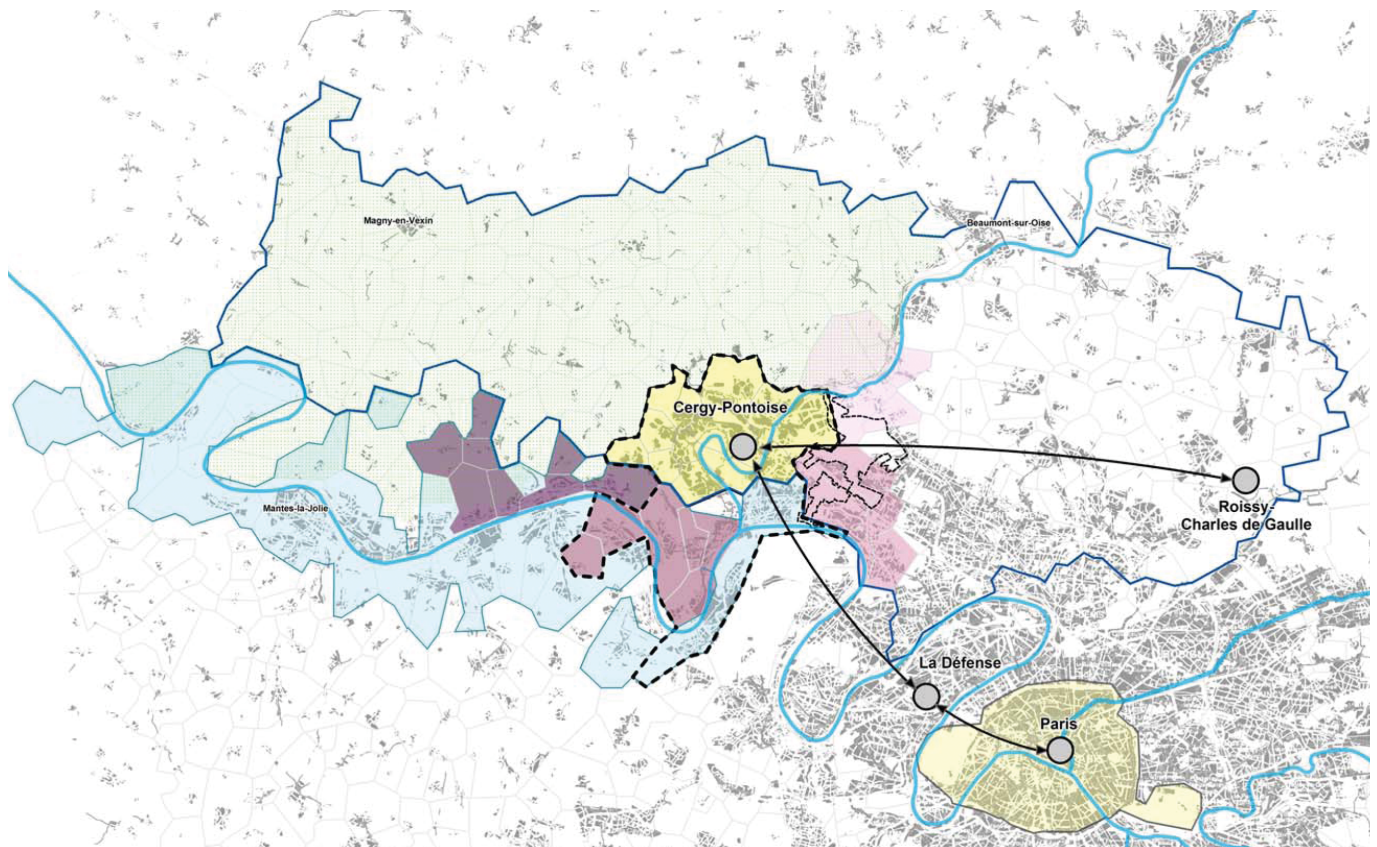 Magny-en-Vexin
Beaumont-sur-Oise
Cergy-Pontoise
Mantes-la-Jolie
Roissy-
Charles de Gaulle
La Défense
Paris